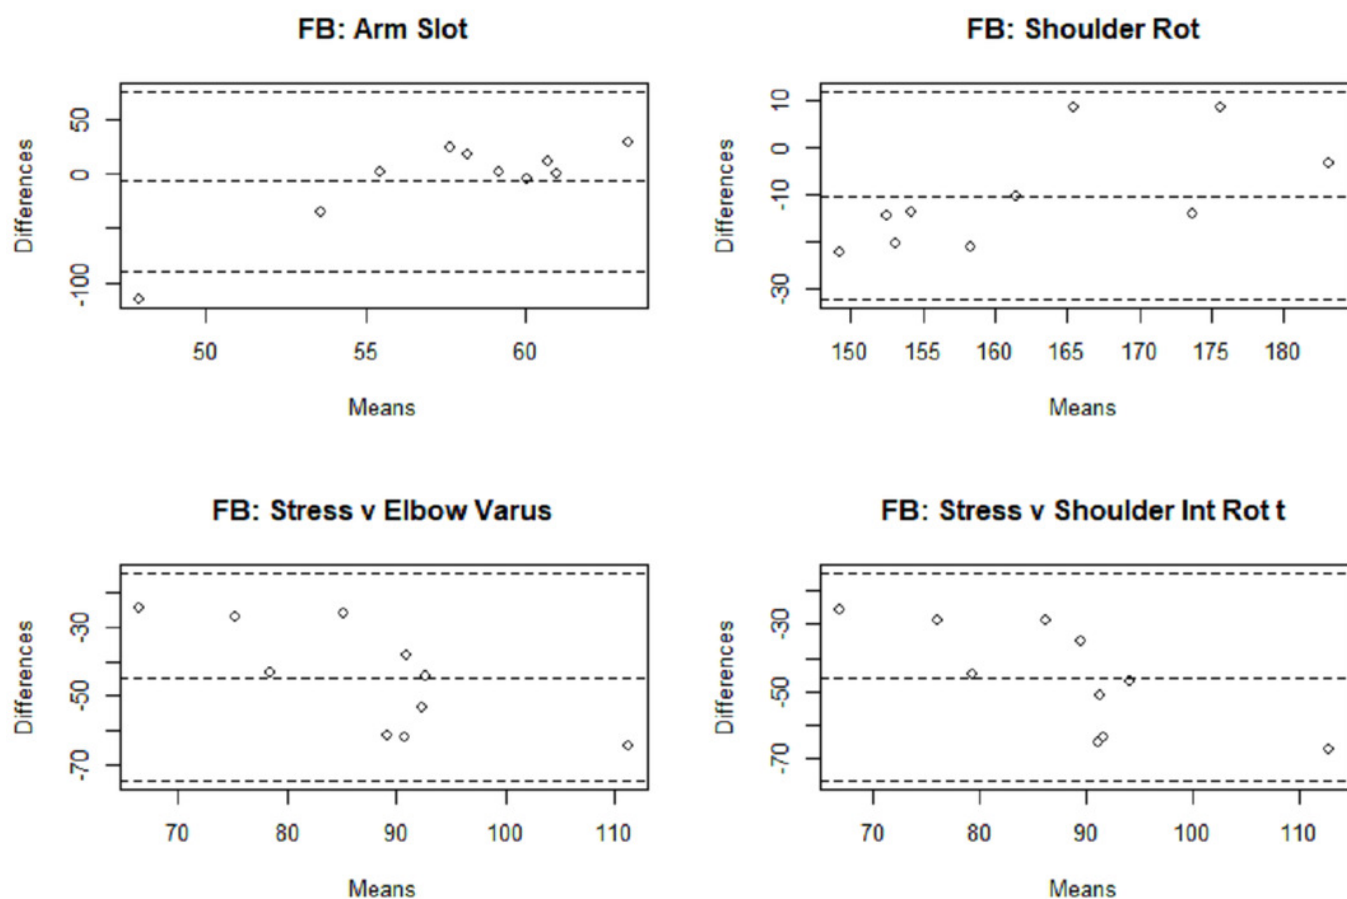 FB: Arm Slot
Differences
50
0
-100
50
55
60
Means
FB: Shoulder Rot
Differences
10
0
-10
-30
150
155
160
165
170
175
180
Means
FB: Stress v Elbow Varus
Differences
-30
-50
-70
70
80
90
100
110
Means
FB: Stress v Shoulder Int Rot t
Differences
-30
-50
-70
70
80
90
100
110
Means